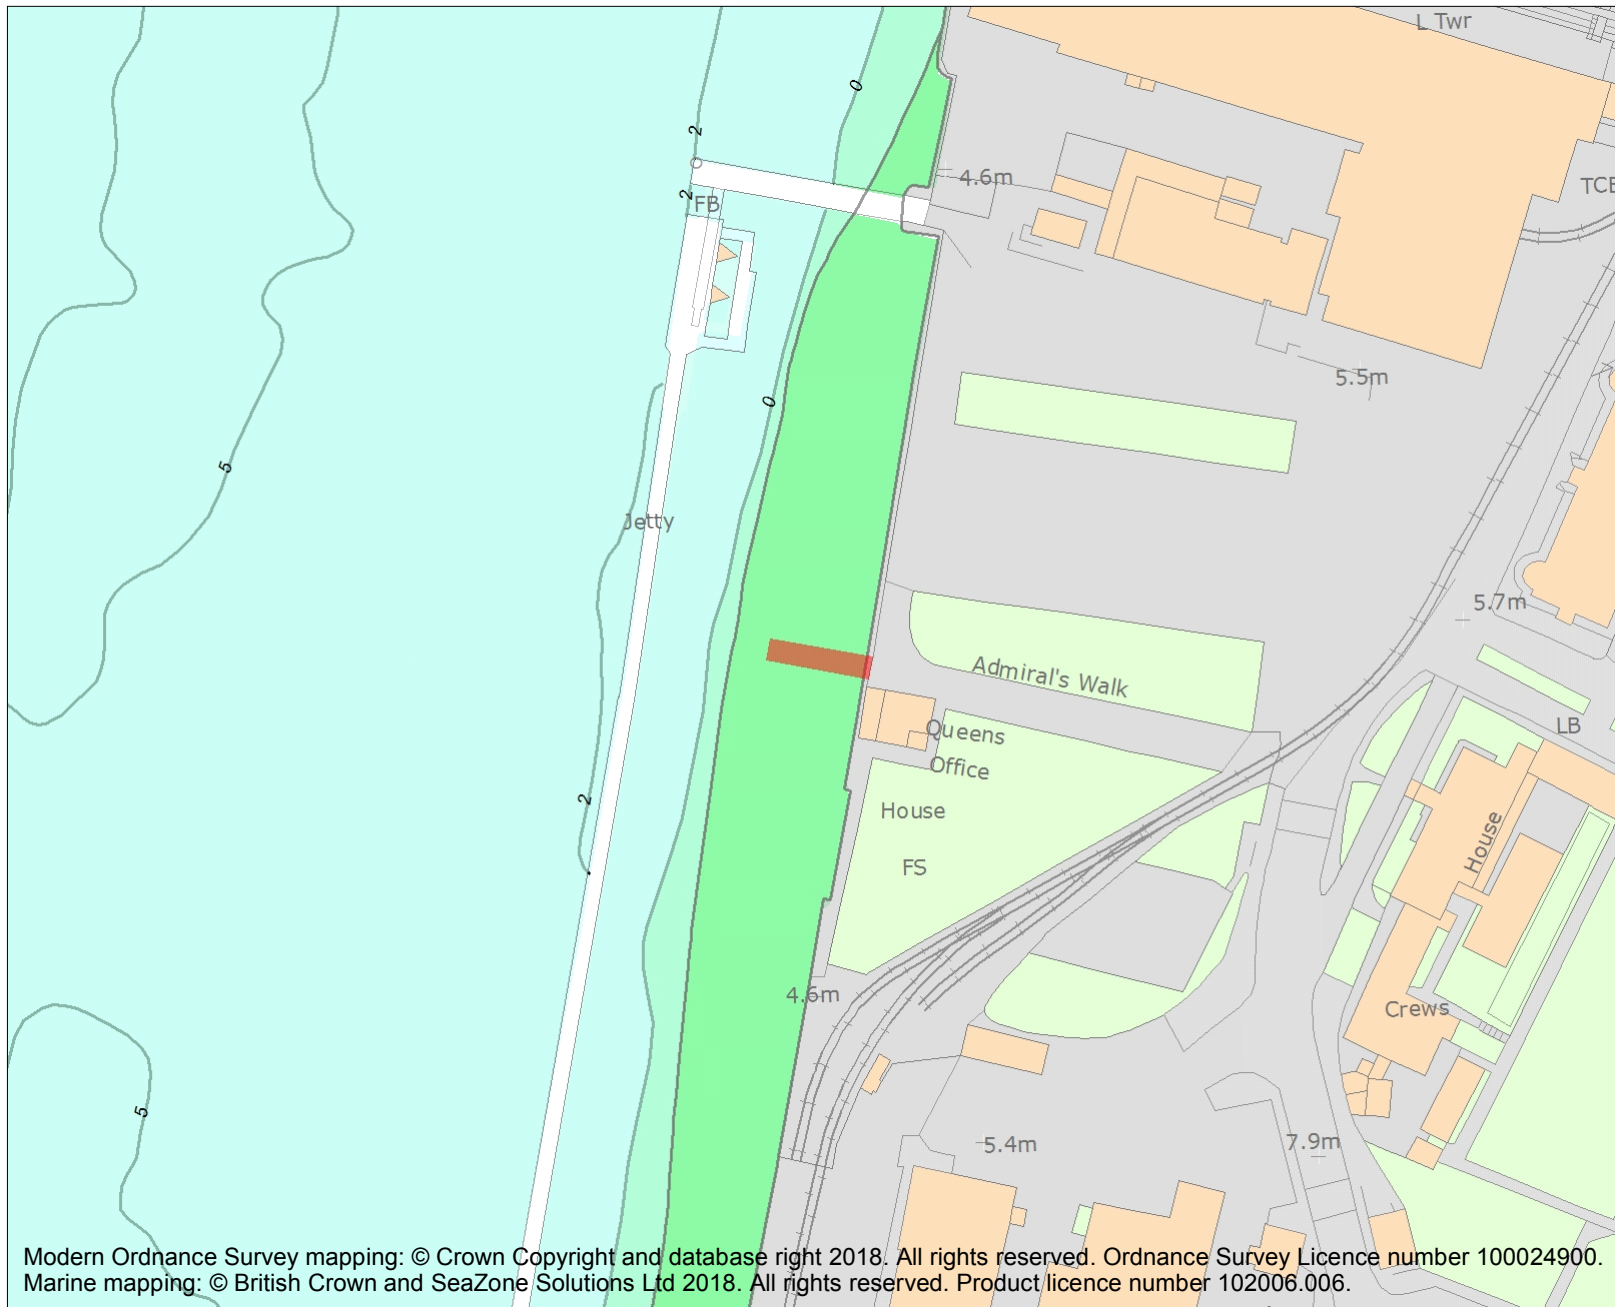 L Twr
0
2
4.6m
TCB
2
FB
5.5m
0
5
Jetty
5.7m
Admiral's Walk
Queens
Office
LB
2
House
House
FS
4.6m
Crews
5
5.4m
7.9m
Modern Ordnance Survey mapping: © Crown Copyright and database right 2018. All rights reserved. Ordnance Survey Licence number 100024900.
Marine mapping: © British Crown and SeaZone Solutions Ltd 2018. All rights reserved. Product licence number 102006.006.